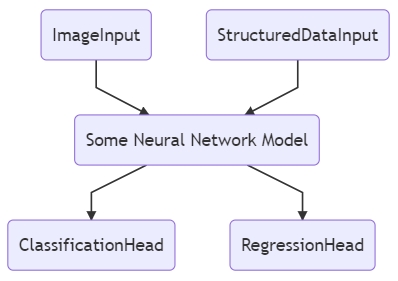 ImageInput
StructuredDataInput
Some Neural Network Model
ClassificationHead
RegressionHead